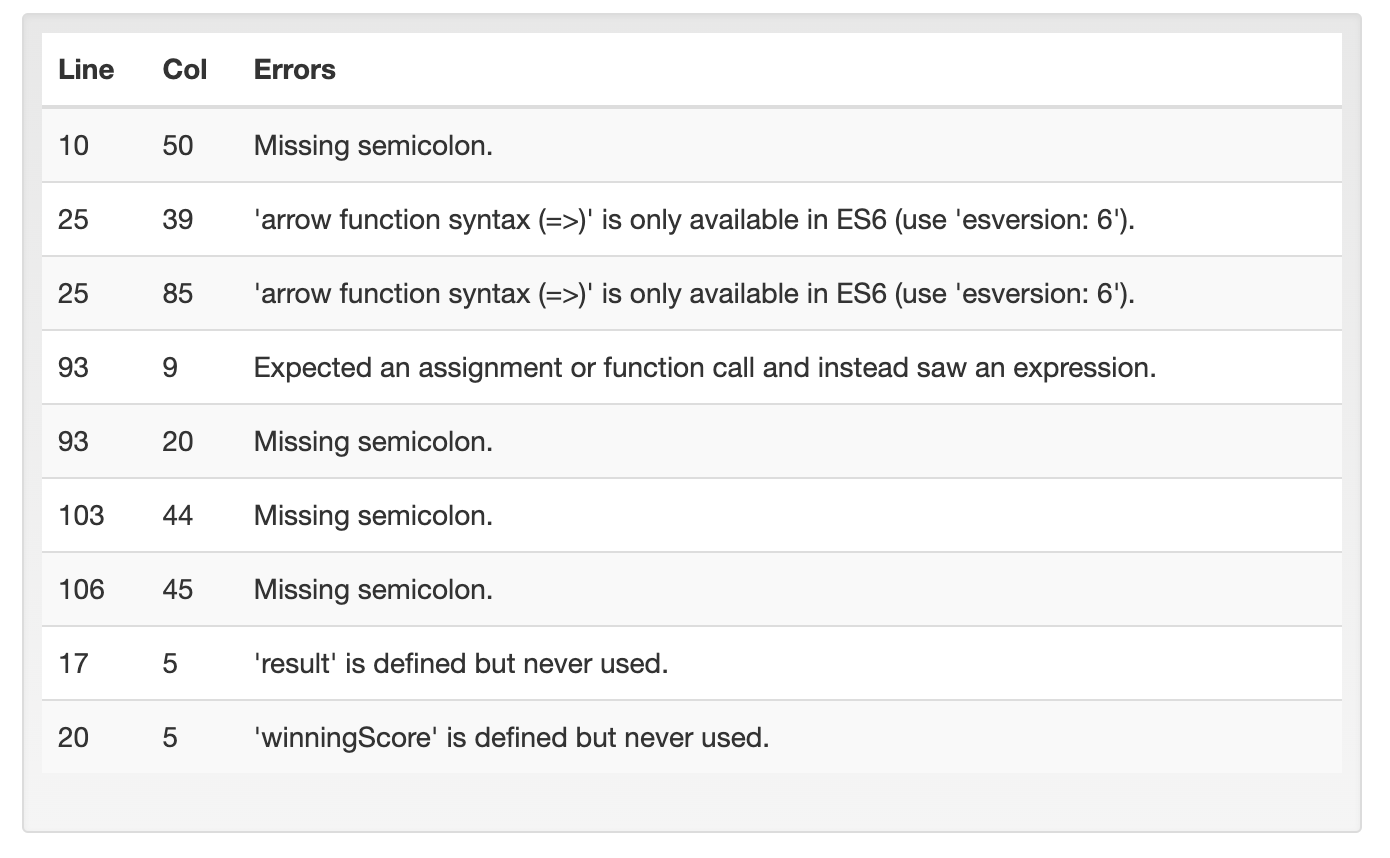 Line Col Errors
10 50 Missing semicolon.
25 39 'arrow function syntax (=>)' is only available in ES6 (use 'esversion: 6').
25 85 'arrow function syntax (=>)' is only available in ES6 (use 'esversion: 6').
93 9 Expected an assignment or function call and instead saw an expression.
93 20 Missing semicolon.
103 44 Missing semicolon.
106 45 Missing semicolon.
17 5 'result' is defined but never used.
20 5 'winningScore' is defined but never used.